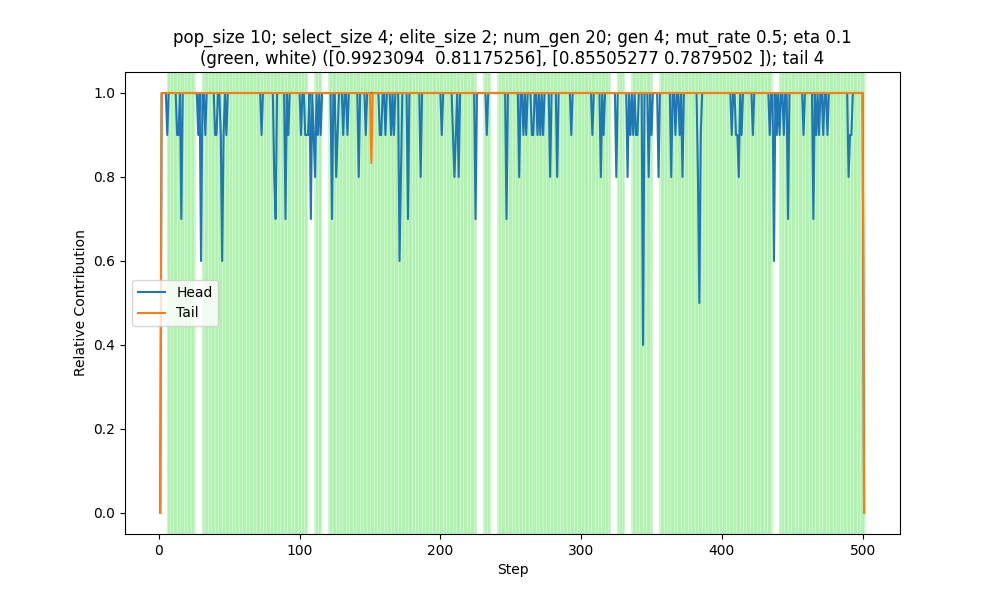 pop_size 10; select_size 4; elite_size 2; num_gen 20; gen 4; mut_rate 0.5; eta 0.1
(green, white) ([0.9923094  0.81175256], [0.85505277 0.7879502 ]); tail 4
1.0
0.8
0.6
0.4
0.2
0.0
Relative Contribution
Head
Tail
0
100
200
300
400
500
Step